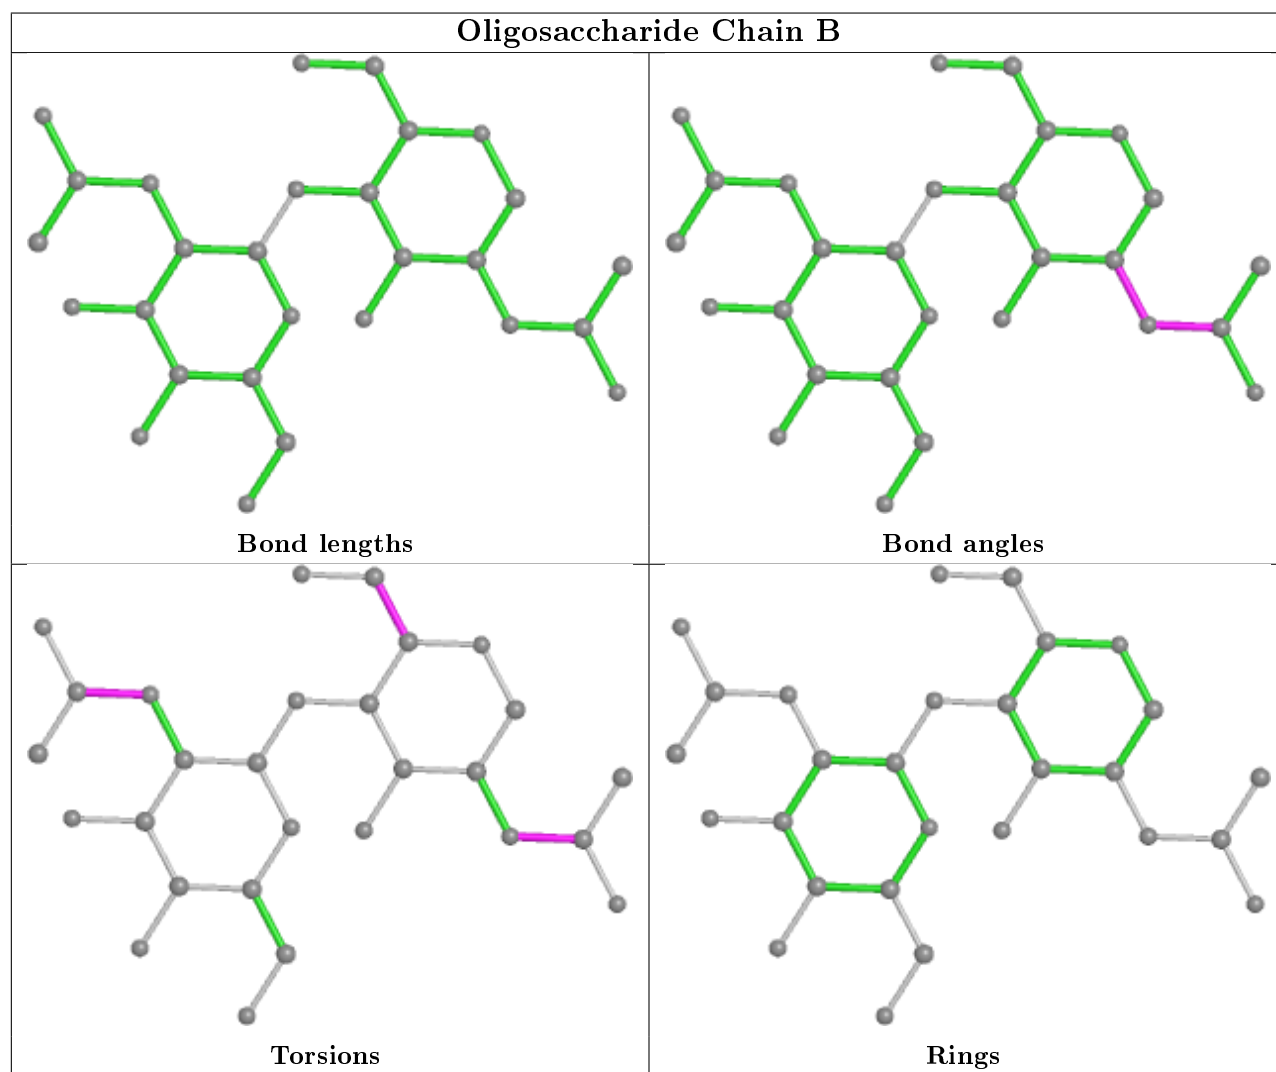 Oligosaccharide Chain B
Bond lengths
Bond angles
Torsions
Rings